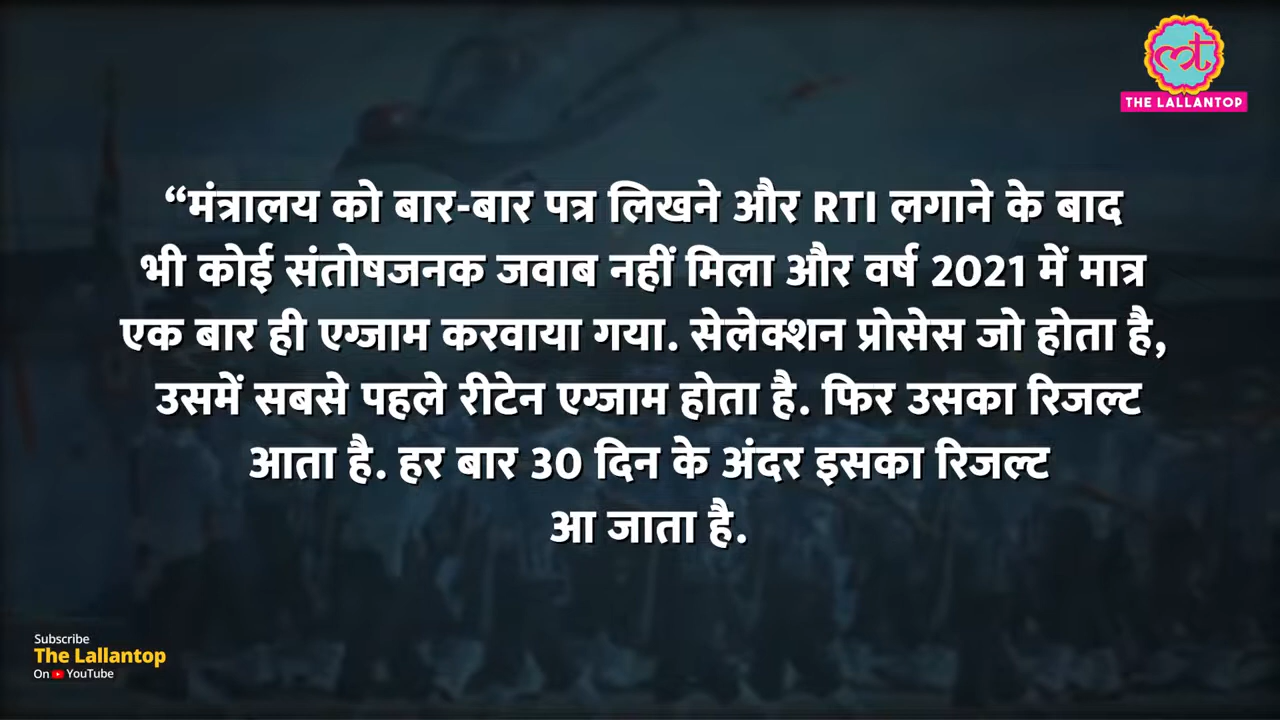 THE LALLANTOP
“मंत्रालय को बार-बार पत्र लिखने और RTI लगाने के बाद
भी कोई संतोषजनक जवाब नहीं मिला और वर्ष 2021 में मात्र
एक बार ही एग्जाम करवाया गया. सेलेक्शन प्रोसेस जो होता है,
उसमें सबसे पहले रीटेन एग्जाम होता है. फिर उसका रिजल्ट
आता है. हर बार 30 दिन के अंदर इसका रिजल्ट
आ जाता है.
Subscribe
The Lallantop
On YouTube